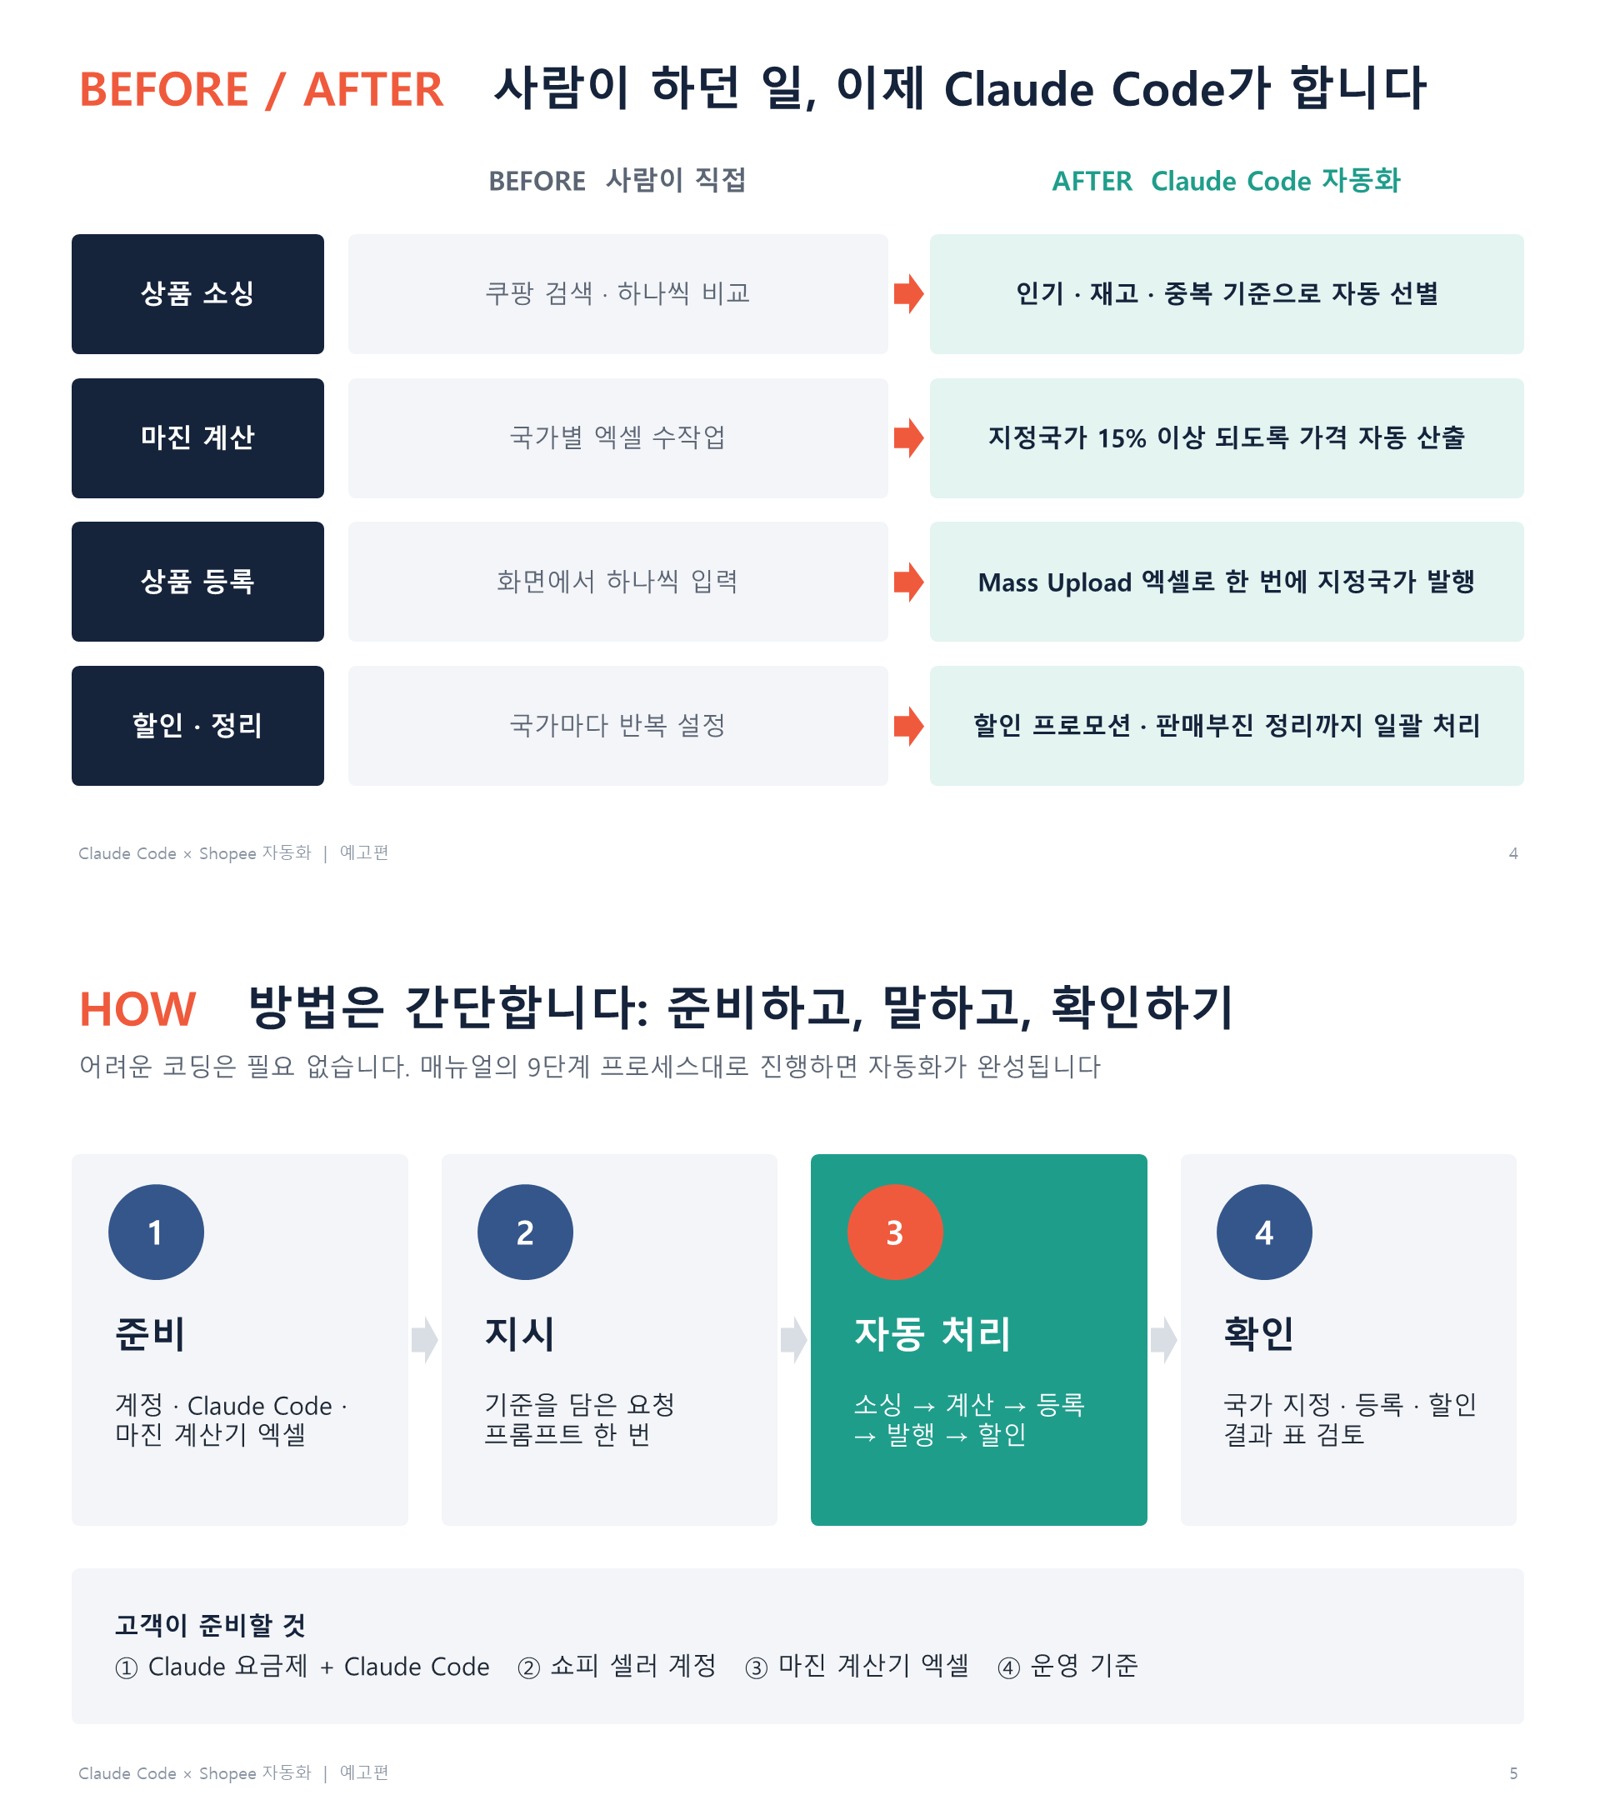 BEFORE / AFTER 사람이 하던 일, 이제 Claude Code가 합니다
BEFORE 사람이 직접
AFTER Claude Code 자동화
상품 소싱
쿠팡 검색 · 하나씩 비교
인기 · 재고 · 중복 기준으로 자동 선별
마진 계산
국가별 엑셀 수작업
지정국가 15% 이상 되도록 가격 자동 산출
상품 등록
화면에서 하나씩 입력
Mass Upload 엑셀로 한 번에 지정국가 발행
할인 · 정리
국가마다 반복 설정
할인 프로모션 · 판매부진 정리까지 일괄 처리
Claude Code × Shopee 자동화 | 예고편
4
HOW 방법은 간단합니다: 준비하고, 말하고, 확인하기
어려운 코딩은 필요 없습니다. 매뉴얼의 9단계 프로세스대로 진행하면 자동화가 완성됩니다
1
준비
계정 · Claude Code ·
마진 계산기 엑셀
2
지시
기준을 담은 요청
프롬프트 한 번
3
자동 처리
소싱 → 계산 → 등록
→ 발행 → 할인
4
확인
국가 지정 · 등록 · 할인
결과 표 검토
고객이 준비할 것
① Claude 요금제 + Claude Code ② 쇼피 셀러 계정 ③ 마진 계산기 엑셀 ④ 운영 기준
Claude Code × Shopee 자동화 | 예고편
5